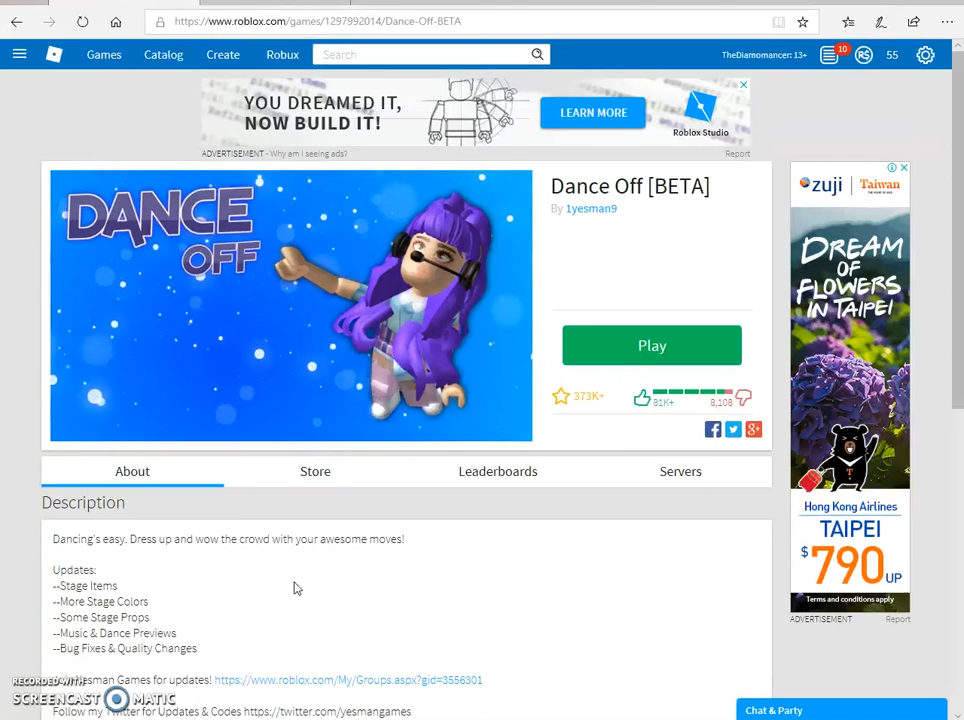 https://www.roblox.com/games/1297992014/Dance-Off-BETA
Games Catalog Create Robux Search TheDiamomancer: 13+ 10 R$ 55
YOU DREAMED IT,
NOW BUILD IT!
LEARN MORE
Roblox Studio
ADVERTISEMENT - Why am I seeing ads? Report
DANCE
OFF
Dance Off [BETA]
By 1yesman9
Play
373K+ 81K+ 8,108
About Store Leaderboards Servers
Description
Dancing's easy. Dress up and wow the crowd with your awesome moves!
Updates:
--Stage Items
--More Stage Colors
--Some Stage Props
--Music & Dance Previews
--Bug Fixes & Quality Changes
Yesman Games for updates! https://www.roblox.com/My/Groups.aspx?gid=3556301
Follow my Twitter for Updates & Codes https://twitter.com/yesmangames
RECORDED WITH
SCREENCAST MATIC
zuji Taiwan
DREAM
OF
FLOWERS
IN TAIPEI
Hong Kong Airlines
TAIPEI
$790UP
Terms and conditions apply
ADVERTISEMENT Report
Chat & Party